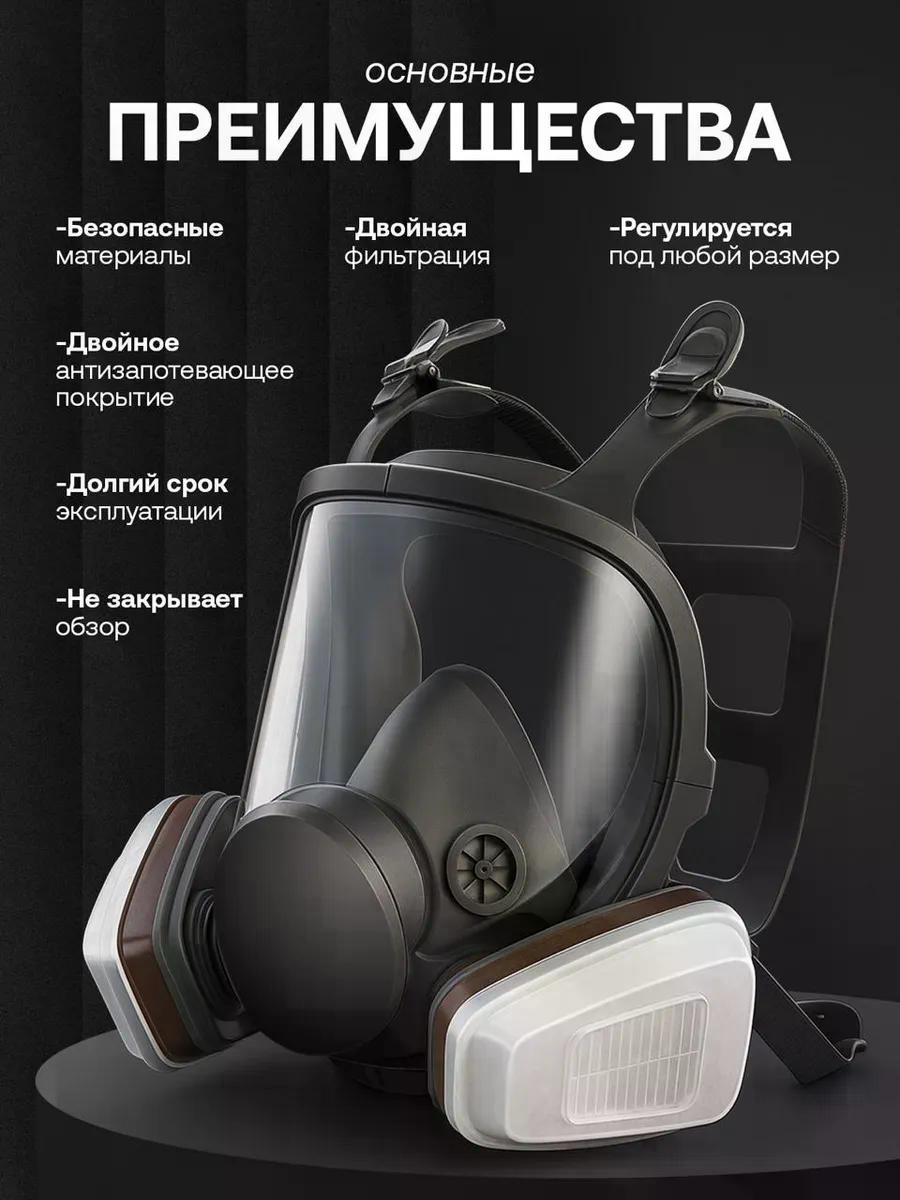 основные
ПРЕИМУЩЕСТВА
-Безопасные
материалы
-Двойная
фильтрация
-Регулируется
под любой размер
-Двойное
антизапотевающее
покрытие
-Долгий срок
эксплуатации
-Не закрывает
обзор